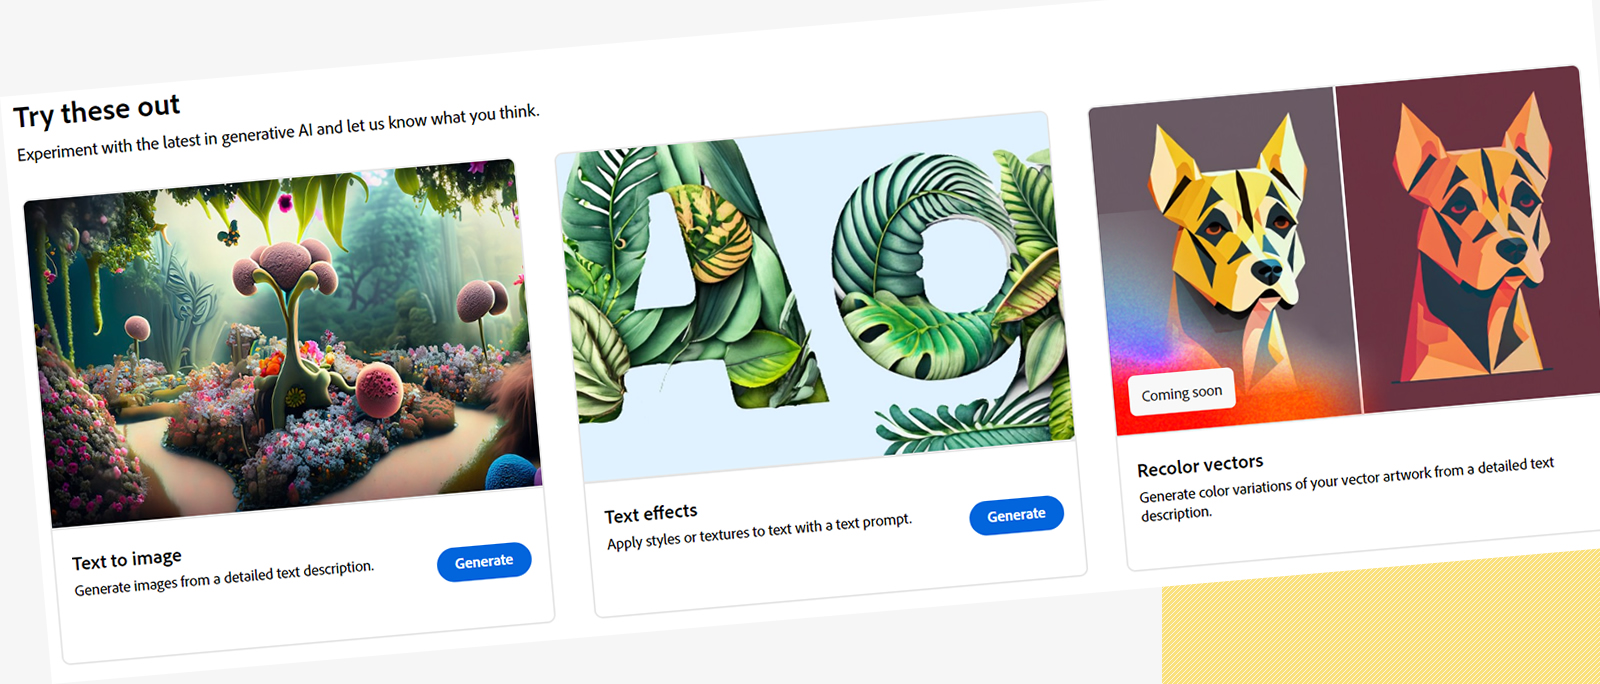 Try these out
Experiment with the latest in generative AI and let us know what you think.
Text to image
Generate images from a detailed text description.
Generate
Ag
Text effects
Apply styles or textures to text with a text prompt.
Generate
Coming soon
Recolor vectors
Generate color variations of your vector artwork from a detailed text
description.